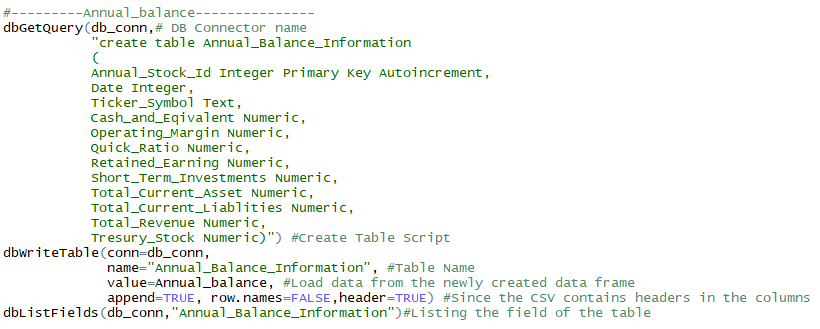 #---------Annual_balance---------------
dbGetQuery(db_conn,# DB Connector name
"create table Annual_Balance_Information
(
Annual_Stock_Id Integer Primary Key Autoincrement,
Date Integer,
Ticker_Symbol Text,
Cash_and_Eqivalent Numeric,
Operating_Margin Numeric,
Quick_Ratio Numeric,
Retained_Earning Numeric,
Short_Term_Investments Numeric,
Total_Current_Asset Numeric,
Total_Current_Liablities Numeric,
Total_Revenue Numeric,
Tresury_Stock Numeric)") #Create Table Script
dbWriteTable(conn=db_conn,
name="Annual_Balance_Information", #Table Name
value=Annual_balance, #Load data from the newly created data frame
append=TRUE, row.names=FALSE,header=TRUE) #Since the CSV contains headers in the columns
dbListFields(db_conn,"Annual_Balance_Information")#Listing the field of the table